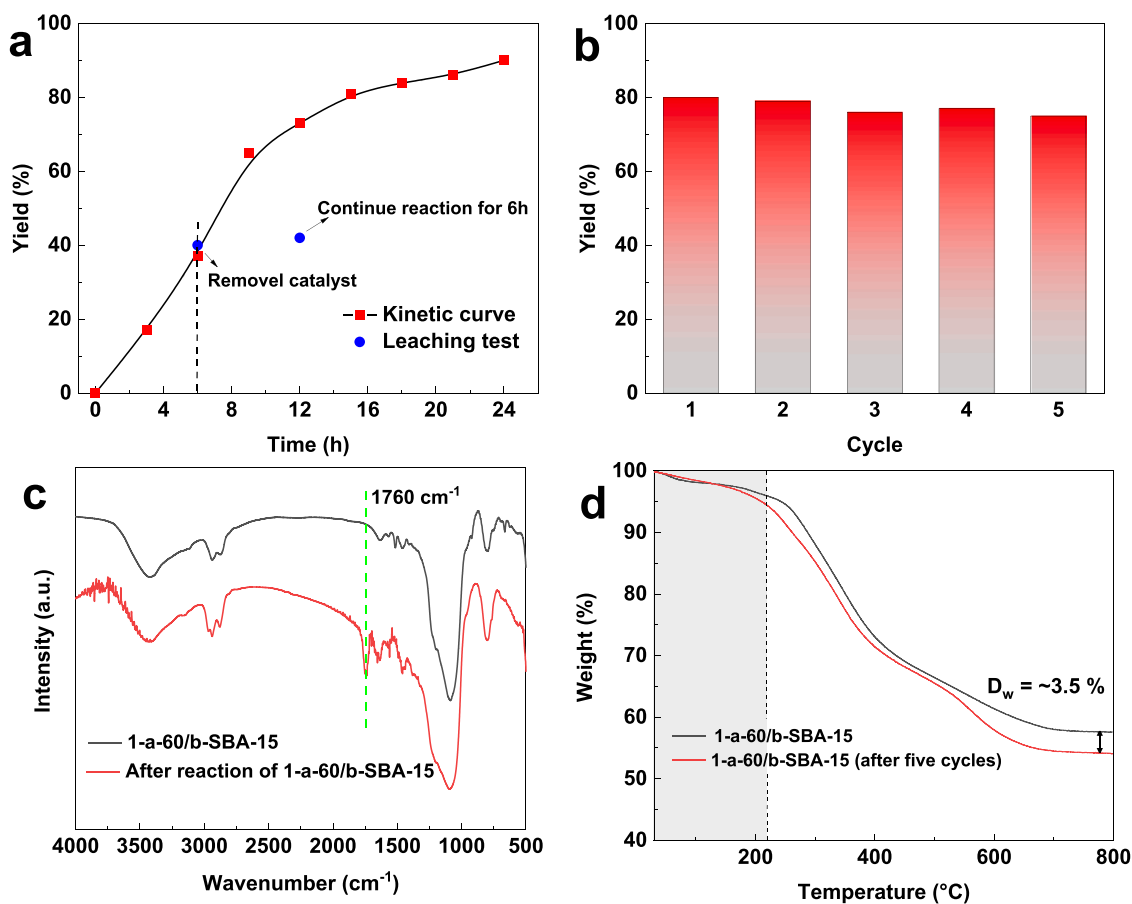 a
100
80
60
40
20
0
Yield (%)
Continue reaction for 6h
Removel catalyst
Kinetic curve
Leaching test
0 4 8 12 16 20 24
Time (h)
b
100
80
60
40
20
0
Yield (%)
1 2 3 4 5
Cycle
c
1760 cm⁻¹
Intensity (a.u.)
1-a-60/b-SBA-15
After reaction of 1-a-60/b-SBA-15
4000 3500 3000 2500 2000 1500 1000 500
Wavenumber (cm⁻¹)
d
100
90
80
70
60
50
40
Weight (%)
D_w = ~3.5 %
1-a-60/b-SBA-15
1-a-60/b-SBA-15 (after five cycles)
200 400 600 800
Temperature (°C)